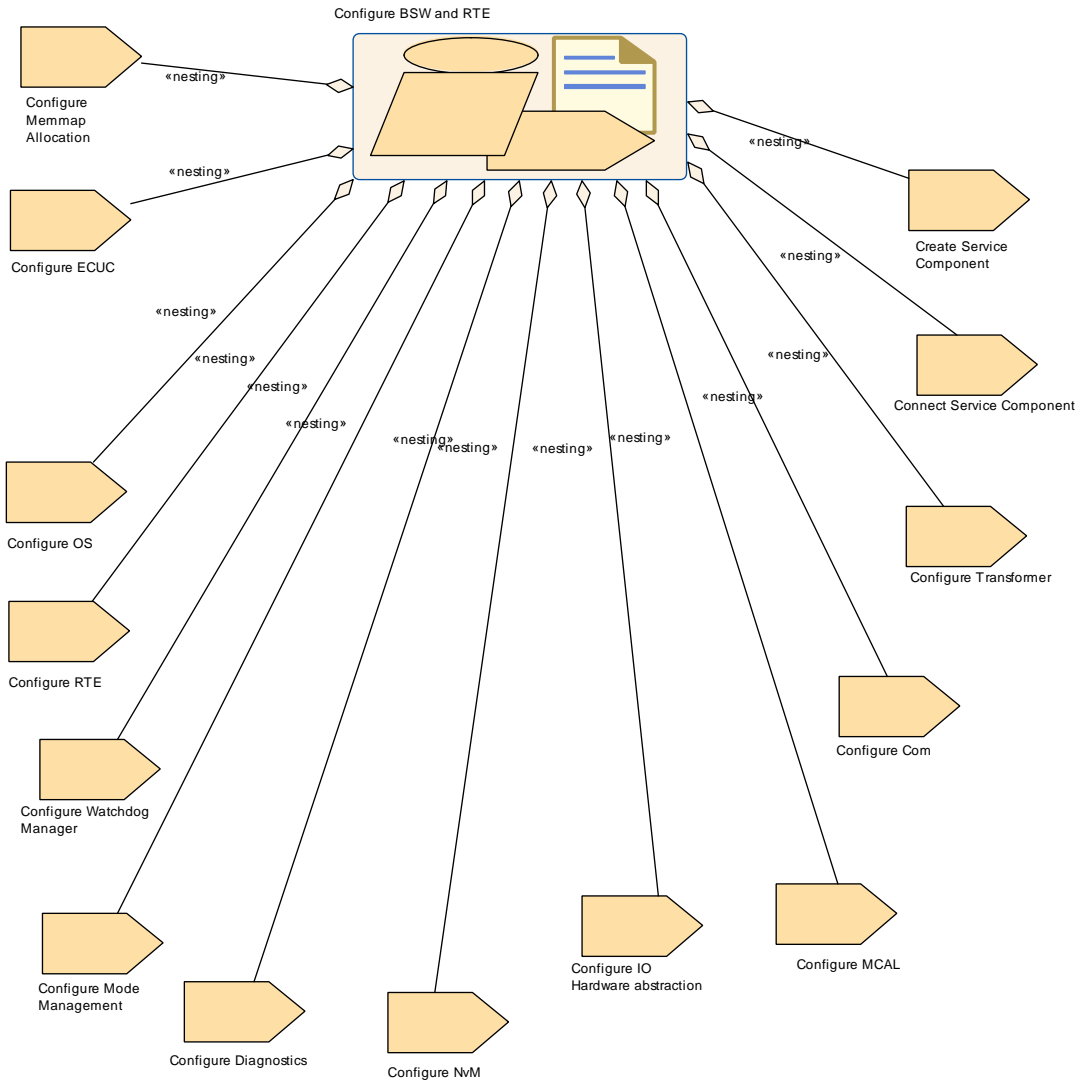 Configure BSW and RTE
«nesting»
Configure
Memmap
Allocation
«nesting»
«nesting»
Create Service
Component
Configure ECUC
«nesting»
«nesting»
«nesting»
«nesting»
«nesting»
«nesting»
«nesting»
Connect Service Component
«nesting»
«nesting»
«nesting»
«nesting»
«nesting»
Configure OS
Configure Transformer
Configure RTE
Configure Com
Configure Watchdog
Manager
Configure MCAL
Configure IO
Hardware abstraction
Configure Mode
Management
Configure Diagnostics
Configure NvM